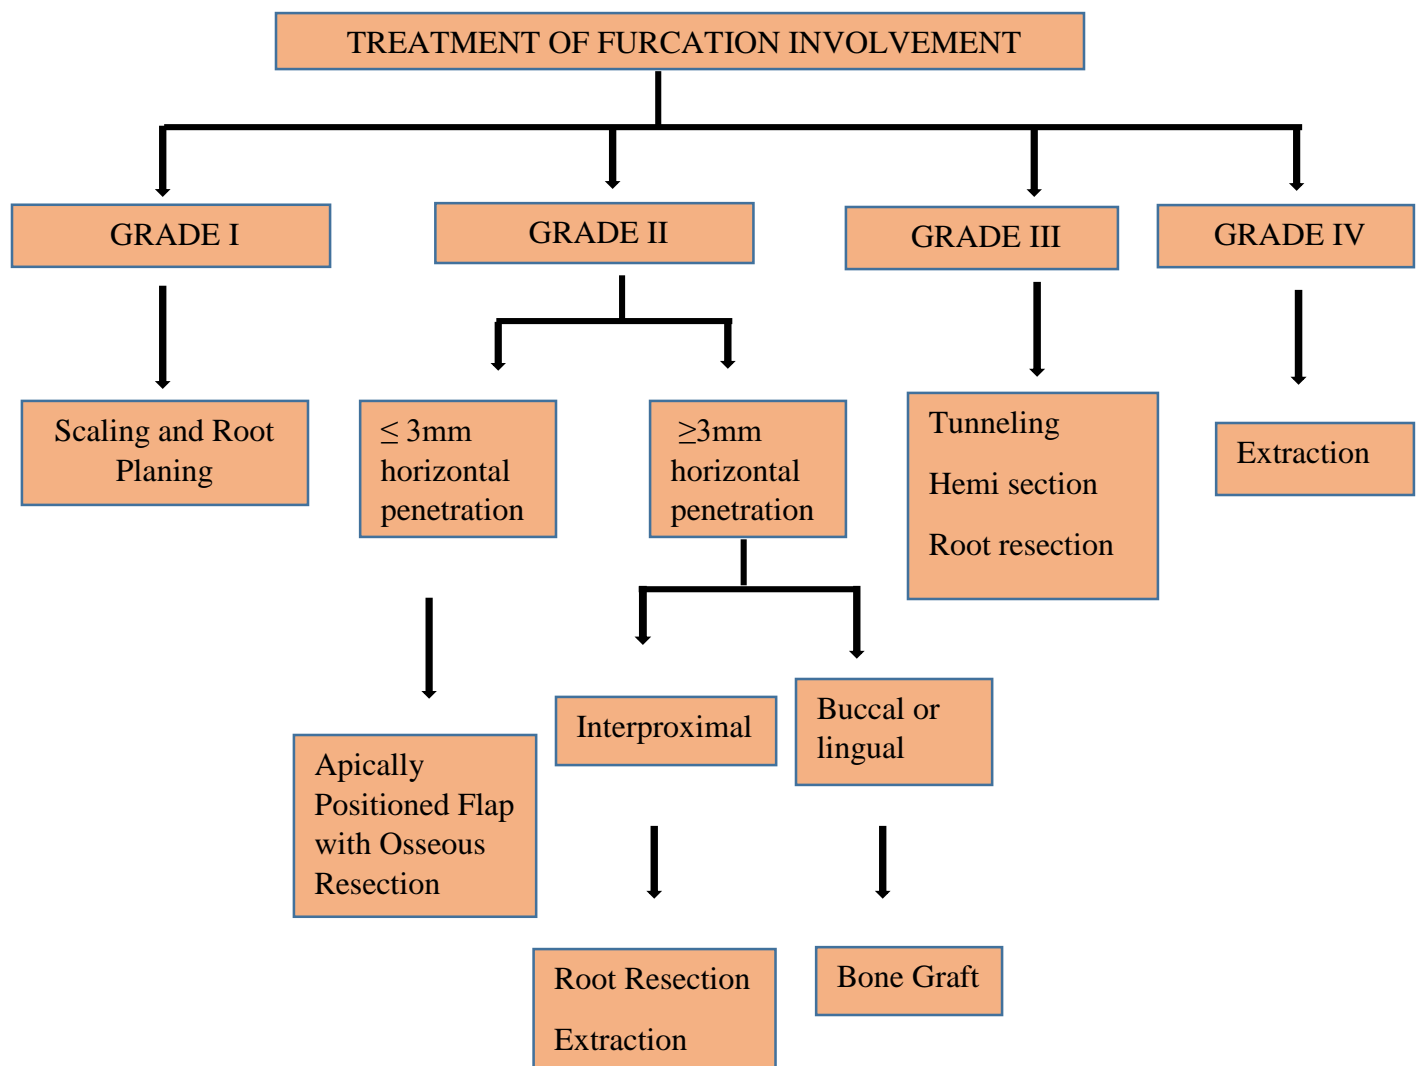 TREATMENT OF FURCATION INVOLVEMENT
GRADE I
GRADE II
GRADE III
GRADE IV
Scaling and Root
Planing
≤ 3mm
horizontal
penetration
≥3mm
horizontal
penetration
Tunneling
Hemi section
Root resection
Extraction
Apically
Positioned Flap
with Osseous
Resection
Interproximal
Buccal or
lingual
Root Resection
Extraction
Bone Graft